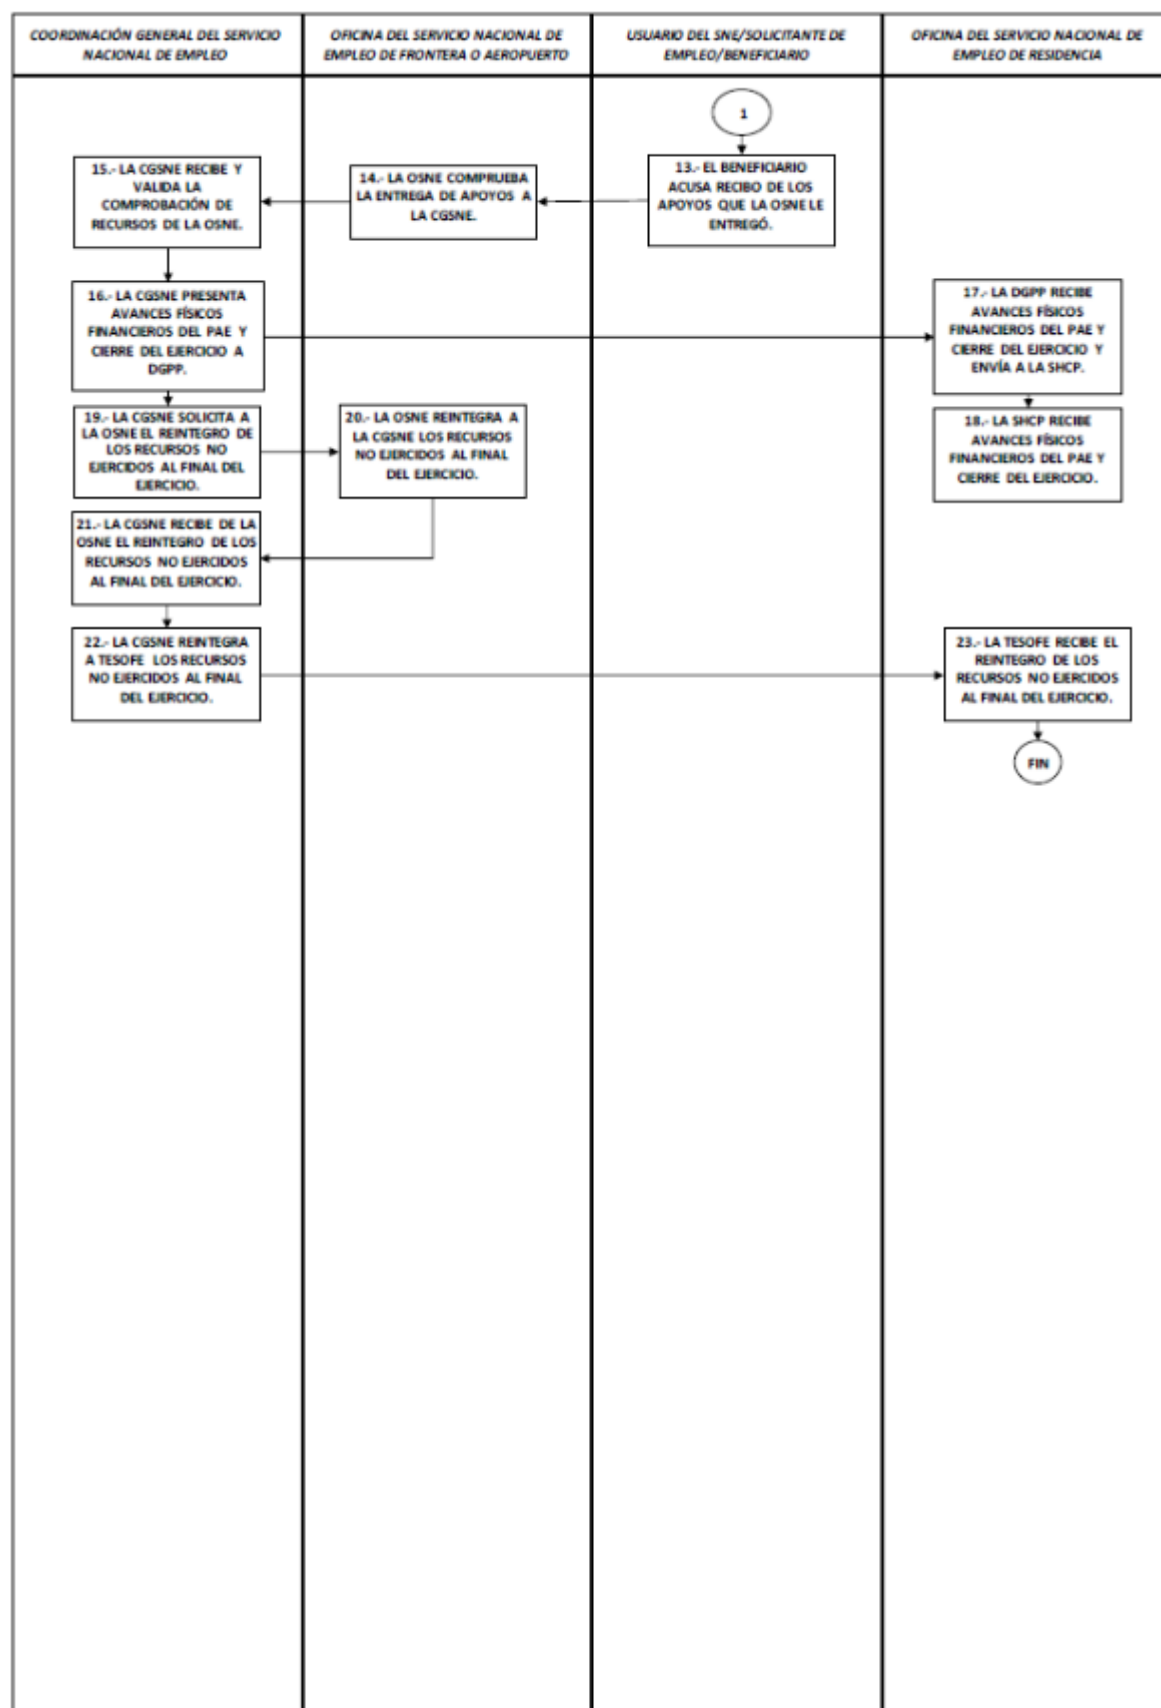 COORDINACIÓN GENERAL DEL SERVICIO
NACIONAL DE EMPLEO
OFICINA DEL SERVICIO NACIONAL DE
EMPLEO DE FRONTERA O AEROPUERTO
USUARIO DEL SNE/SOLICITANTE DE
EMPLEO/BENEFICIARIO
OFICINA DEL SERVICIO NACIONAL DE
EMPLEO DE RESIDENCIA
1
13.- EL BENEFICIARIO
ACUSA RECIBO DE LOS
APOYOS QUE LA OSNE LE
ENTREGÓ.
14.- LA OSNE COMPRUEBA
LA ENTREGA DE APOYOS A
LA CGSNE.
15.- LA CGSNE RECIBE Y
VALIDA LA
COMPROBACIÓN DE
RECURSOS DE LA OSNE.
16.- LA CGSNE PRESENTA
AVANCES FÍSICOS
FINANCIEROS DEL PAE Y
CIERRE DEL EJERCICIO A
DGPP.
17.- LA DGPP RECIBE
AVANCES FÍSICOS
FINANCIEROS DEL PAE Y
CIERRE DEL EJERCICIO Y
ENVÍA A LA SHCP.
18.- LA SHCP RECIBE
AVANCES FÍSICOS
FINANCIEROS DEL PAE Y
CIERRE DEL EJERCICIO.
19.- LA CGSNE SOLICITA A
LA OSNE EL REINTEGRO DE
LOS RECURSOS NO
EJERCIDOS AL FINAL DEL
EJERCICIO.
20.- LA OSNE REINTEGRA A
LA CGSNE LOS RECURSOS
NO EJERCIDOS AL FINAL
DEL EJERCICIO.
21.- LA CGSNE RECIBE DE LA
OSNE EL REINTEGRO DE LOS
RECURSOS NO EJERCIDOS
AL FINAL DEL EJERCICIO.
22.- LA CGSNE REINTEGRA
A TESOFE LOS RECURSOS
NO EJERCIDOS AL FINAL
DEL EJERCICIO.
23.- LA TESOFE RECIBE EL
REINTEGRO DE LOS
RECURSOS NO EJERCIDOS
AL FINAL DEL EJERCICIO.
FIN